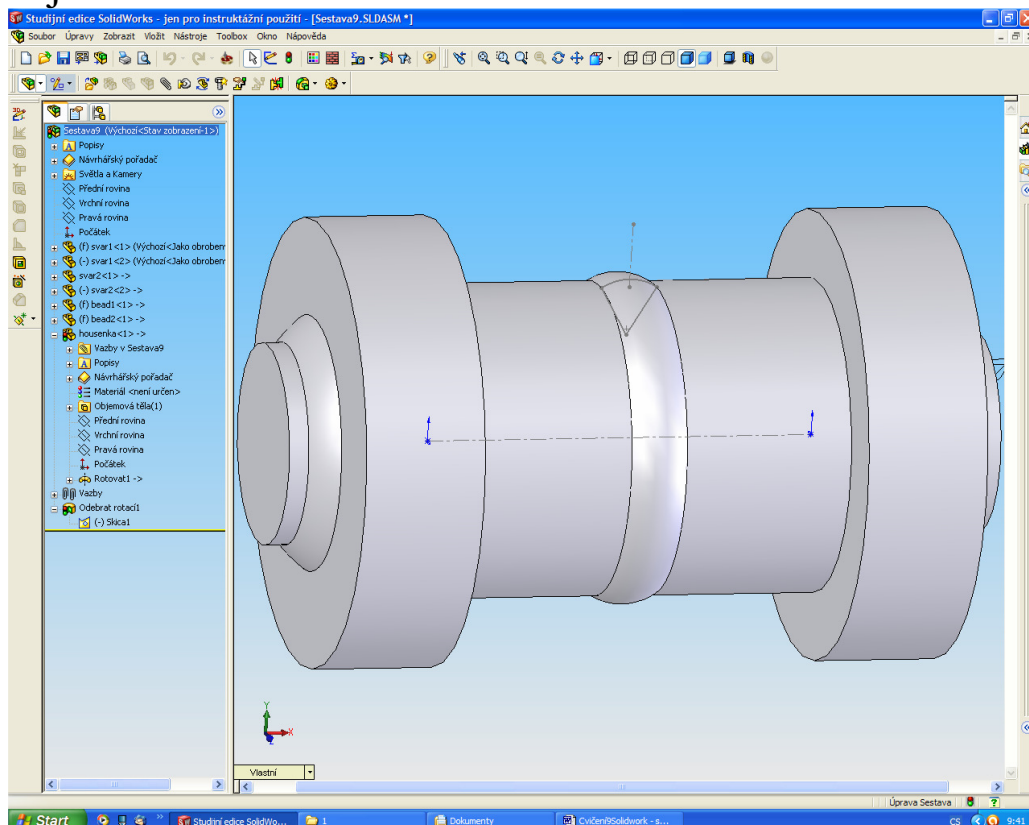 Studijní edice SolidWorks - jen pro instruktážní použití - [Sestava9.SLDASM *]
Soubor Úpravy Zobrazit Vložit Nástroje Toolbox Okno Nápověda
Sestava9 (Výchozí<Stav zobrazení-1>)
Popisy
Návrhářský pořadač
Světla a Kamery
Přední rovina
Vrchní rovina
Pravá rovina
Počátek
(f) svar1<1> (Výchozí<Jako obroben
(-) svar1<2> (Výchozí<Jako obroben
svar2<1> ->
(-) svar2<2> ->
(f) bead1<1> ->
(f) bead2<1> ->
housenka<1> ->
Vazby v Sestava9
Popisy
Návrhářský pořadač
Materiál <není určen>
Objemová těla(1)
Přední rovina
Vrchní rovina
Pravá rovina
Počátek
Rotovat1 ->
Vazby
Odebrat rotací1
(-) Skica1
Y
X
Z
Vlastní
Úprava Sestava
Start
Studijní edice SolidWo...
1
Dokumenty
Cvičení9Solidwork - s...
CS
9:41